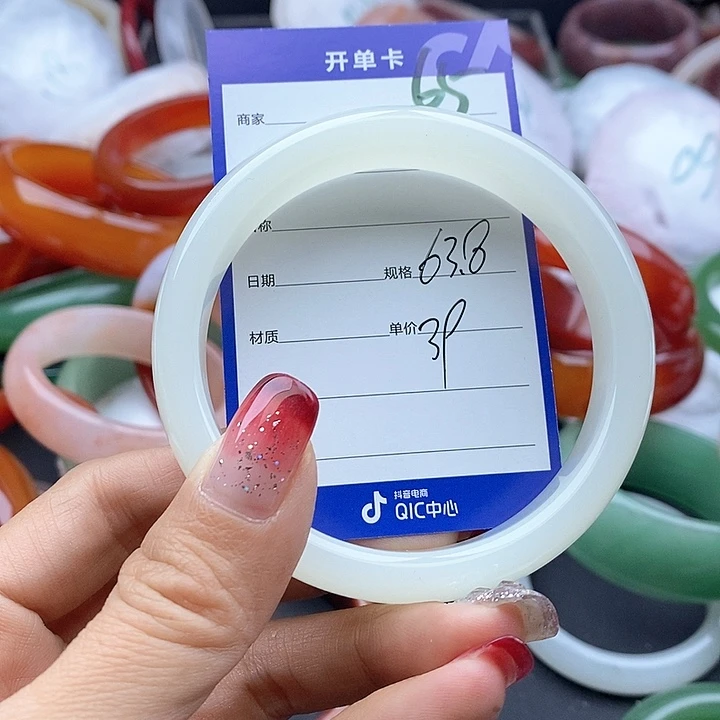 开单卡
65
商家
称
日期 规格 63.8
材质 单价 39
抖音电商
QIC中心